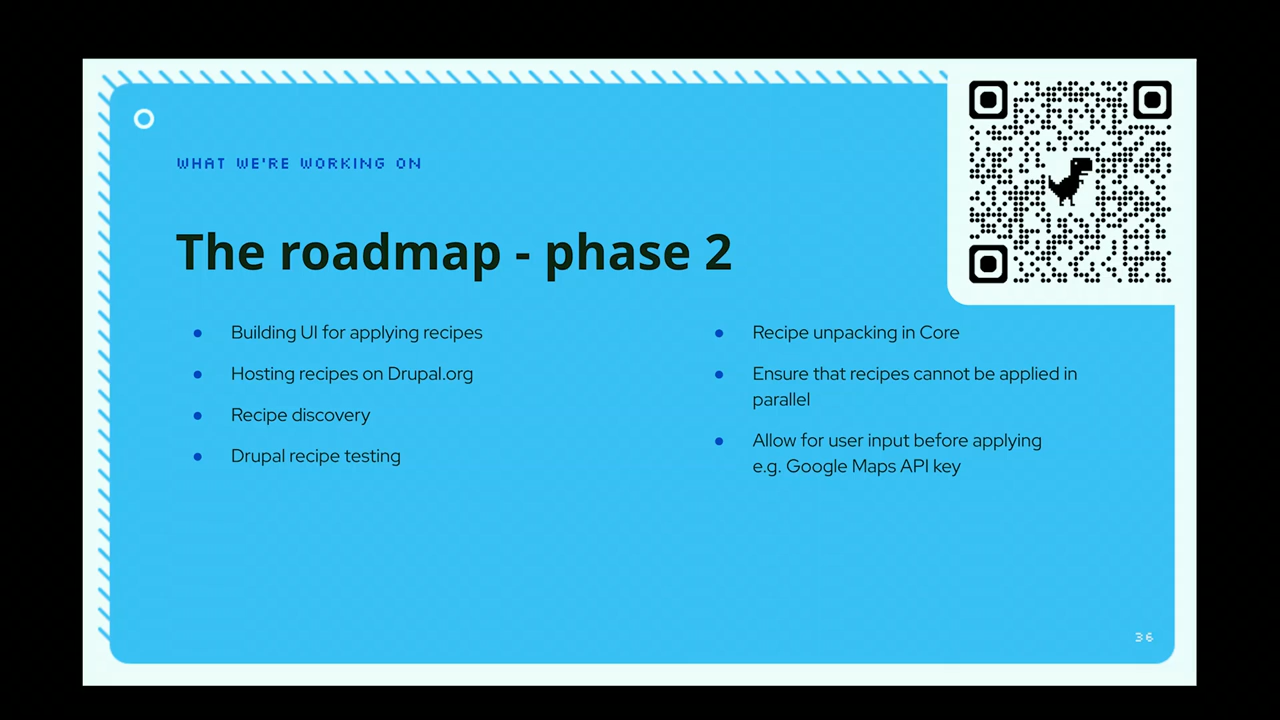 WHAT WE'RE WORKING ON
The roadmap - phase 2
Building UI for applying recipes
Hosting recipes on Drupal.org
Recipe discovery
Drupal recipe testing
Recipe unpacking in Core
Ensure that recipes cannot be applied in
parallel
Allow for user input before applying
e.g. Google Maps API key
36